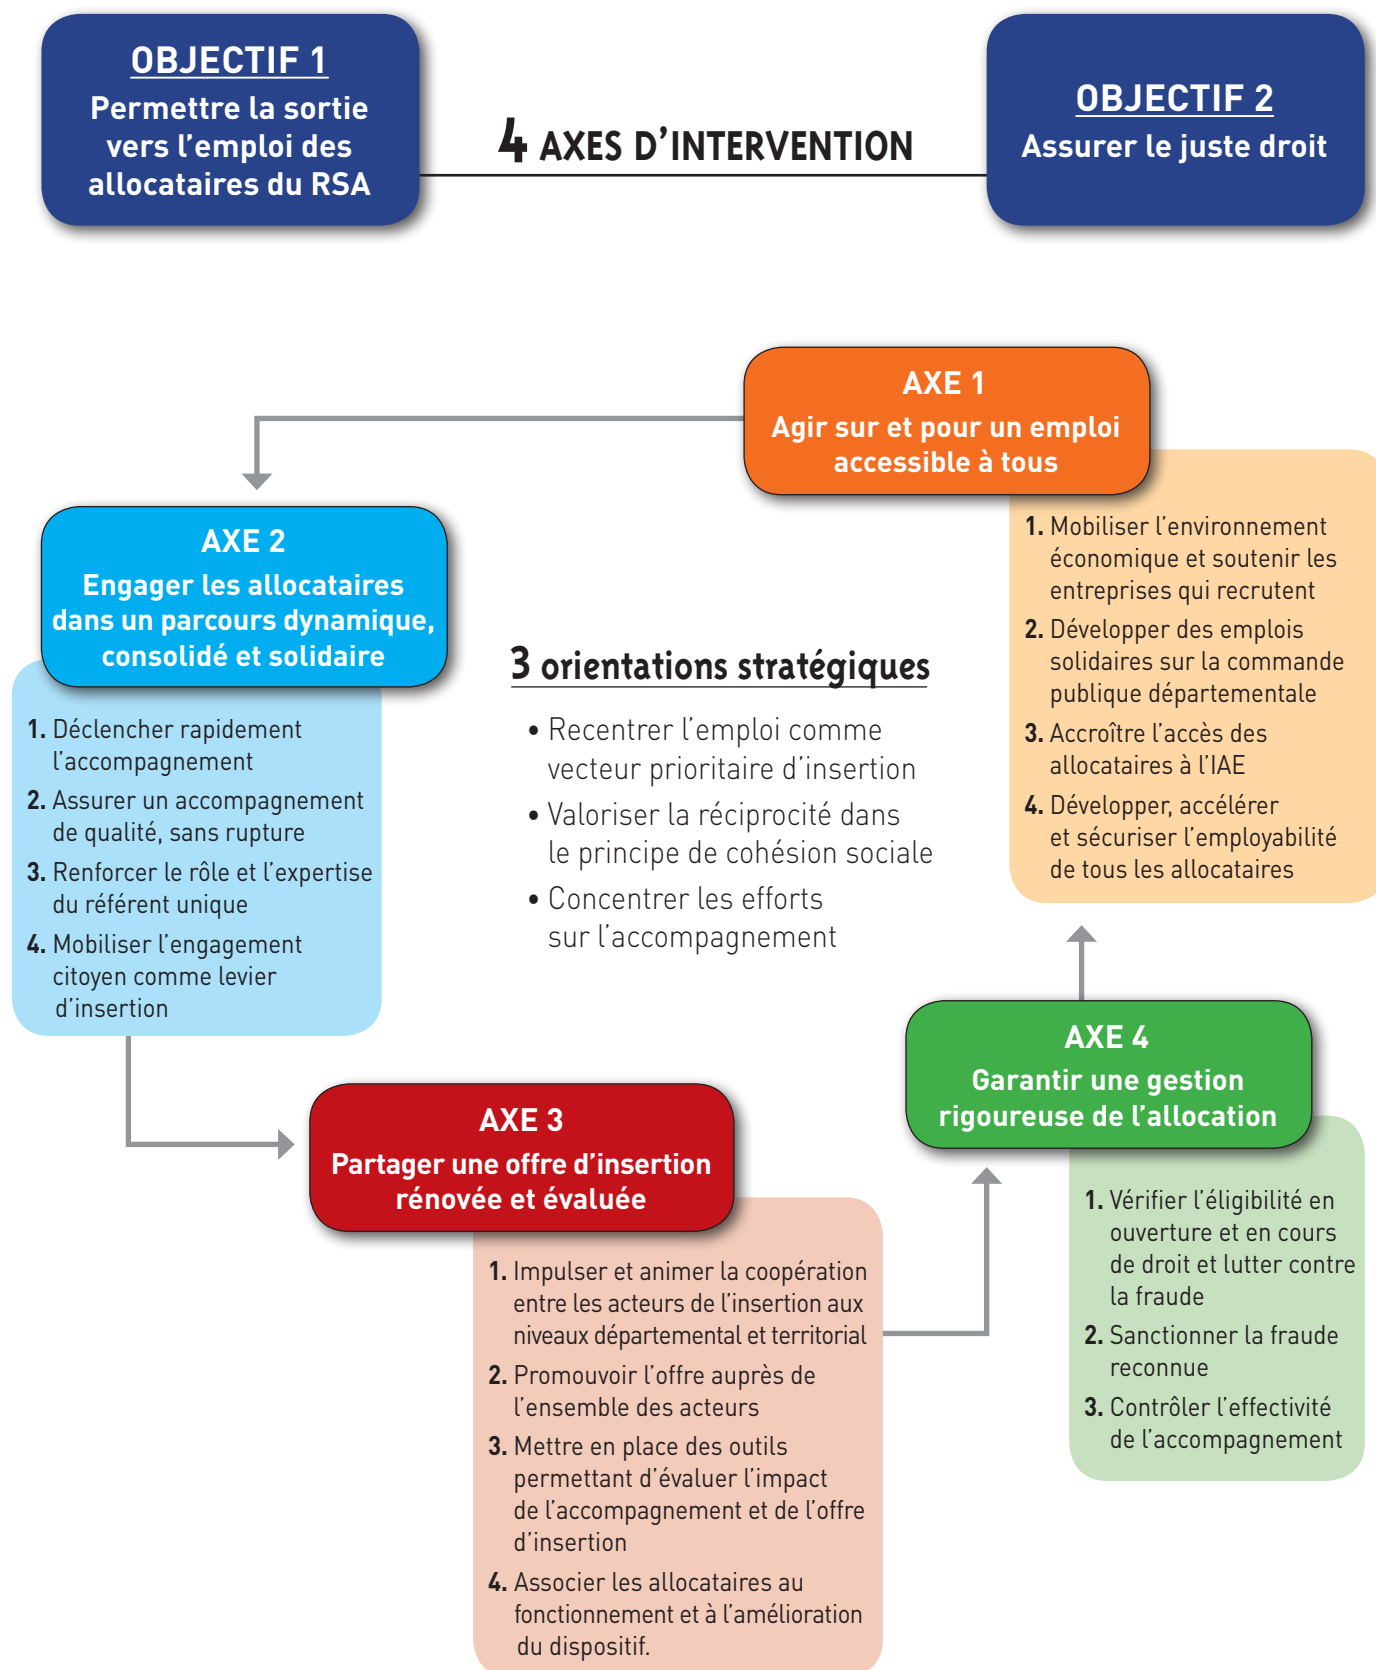 OBJECTIF 1
Permettre la sortie
vers l’emploi des
allocataires du RSA
4 AXES D’INTERVENTION
OBJECTIF 2
Assurer le juste droit
AXE 1
Agir sur et pour un emploi
accessible à tous
1. Mobiliser l’environnement
économique et soutenir les
entreprises qui recrutent
2. Développer des emplois
solidaires sur la commande
publique départementale
3. Accroître l’accès des
allocataires à l’IAE
4. Développer, accélérer
et sécuriser l’employabilité
de tous les allocataires
AXE 2
Engager les allocataires
dans un parcours dynamique,
consolidé et solidaire
1. Déclencher rapidement
l’accompagnement
2. Assurer un accompagnement
de qualité, sans rupture
3. Renforcer le rôle et l’expertise
du référent unique
4. Mobiliser l’engagement
citoyen comme levier
d’insertion
3 orientations stratégiques
• Recentrer l’emploi comme
vecteur prioritaire d’insertion
• Valoriser la réciprocité dans
le principe de cohésion sociale
• Concentrer les efforts
sur l’accompagnement
AXE 3
Partager une offre d’insertion
rénovée et évaluée
1. Impulser et animer la coopération
entre les acteurs de l’insertion aux
niveaux départemental et territorial
2. Promouvoir l’offre auprès de
l’ensemble des acteurs
3. Mettre en place des outils
permettant d’évaluer l’impact
de l’accompagnement et de l’offre
d’insertion
4. Associer les allocataires au
fonctionnement et à l’amélioration
du dispositif.
AXE 4
Garantir une gestion
rigoureuse de l’allocation
1. Vérifier l’éligibilité en
ouverture et en cours
de droit et lutter contre
la fraude
2. Sanctionner la fraude
reconnue
3. Contrôler l’effectivité
de l’accompagnement